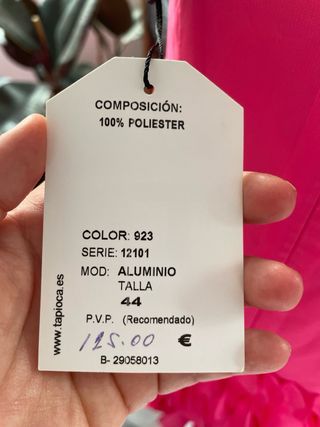 COMPOSICIÓN:
100% POLIESTER
COLOR: 923
SERIE: 12101
MOD: ALUMINIO
TALLA
44
P.V.P. (Recomendado)
125.00 €
B- 29058013
www.tapioca.es